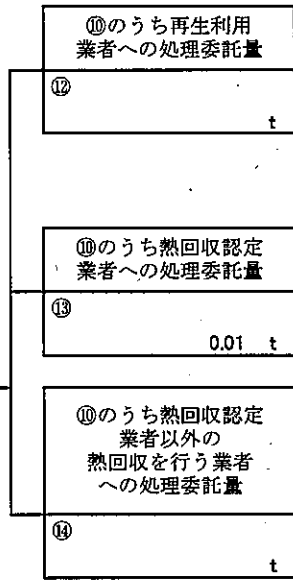 ⑩のうち再生利用
業者への処理委託量
⑫
t
⑩のうち熱回収認定
業者への処理委託量
⑬
0.01 t
⑩のうち熱回収認定
業者以外の
熱回収を行う業者
への処理委託量
⑭
t